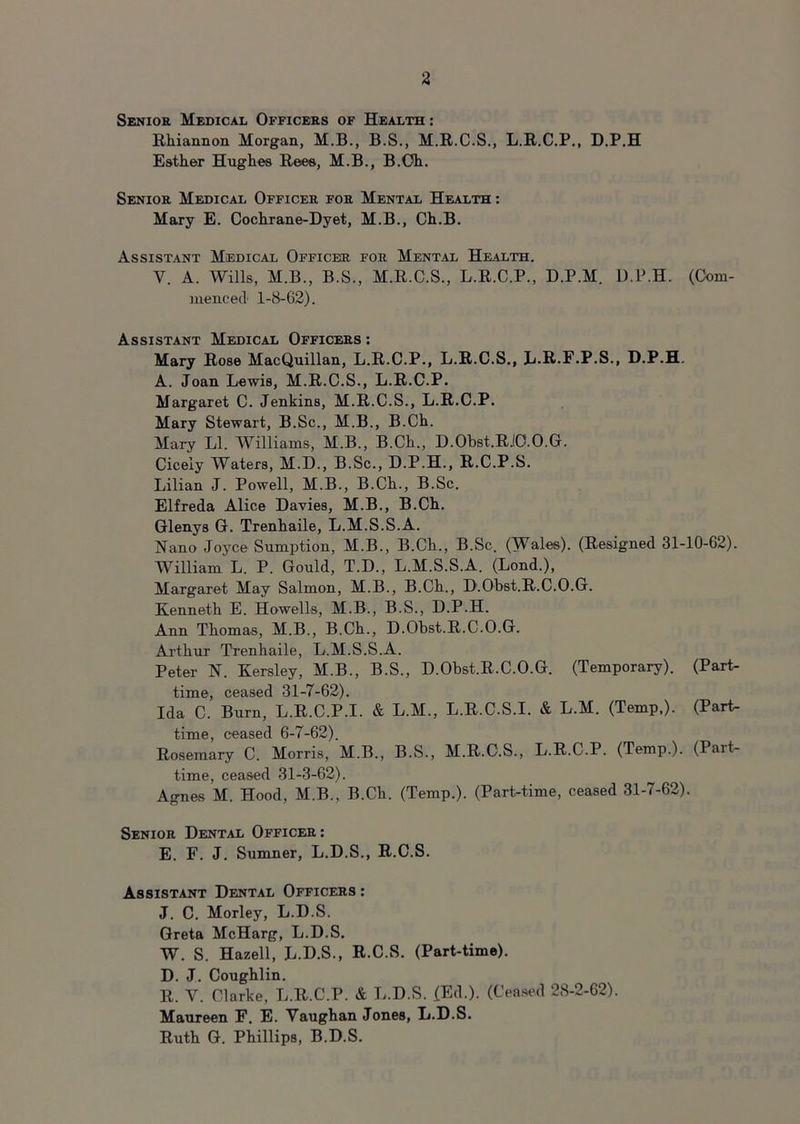 2
Senior Medical Officers of Health:
Rhiannon Morgan, M.B., B.S., M.R.C.S., L.R.C.P., D.P.H
Esther Hughes Rees, M.B., B.Ch.
Senior Medical Officer for Mental Health:
Mary E. Cochrane-Dyet, M.B., Ch.B.
Assistant Medical Officer for Mental Health.
V. A. Wills, M.B., B.S., M.R.C.S., L.R.C.P., D.P.M. D.P.H. (Com-
menced 1-8-62).
Assistant Medical Officers:
Mary Rose MacQuillan, L.R.C.P., L.R.C.S., L.R.F.P.S., D.P.H.
A. Joan Lewis, M.R.C.S., L.R.C.P.
Margaret C. Jenkins, M.R.C.S., L.R.C.P.
Mary Stewart, B.Sc., M.B., B.Ch.
Mary Ll. Williams, M.B., B.Ch., D.Obst.R.C.O.G.
Cicely Waters, M.D., B.Sc., D.P.H., R.C.P.S.
Lilian J. Powell, M.B., B.Ch., B.Sc.
Elfreda Alice Davies, M.B., B.Ch.
Glenys G. Trenhaile, L.M.S.S.A.
Nano Joyce Sumption, M.B., B.Ch., B.Sc. (Wales). (Resigned 31-10-62).
William L. P. Gould, T.D., L.M.S.S.A. (Lond.),
Margaret May Salmon, M.B., B.Ch., D.Obst.R.C.O.G.
Kenneth E. Howells, M.B., B.S., D.P.H.
Ann Thomas, M.B., B.Ch., D.Obst.R.C.O.G.
Arthur Trenhaile, L.M.S.S.A.
Peter N. Kersley, M.B., B.S., D.Obst.R.C.O.G. (Temporary). (Part-
time, ceased 31-7-62).
Ida C. Burn, L.R.C.P.I. & L.M., L.R.C.S.I. & L.M. (Temp,). (Part-
time, ceased 6-7-62).
Rosemary C. Morris, M.B., B.S., M.R.C.S., L.R.C.P. (Temp.). (Part-
time, ceased 31-3-62).
Agnes M. Hood, M.B., B.Ch. (Temp.). (Part-time, ceased 31-7-62).
Senior Dental Officer:
E. F. J. Sumner, L.D.S., R.C.S.
Assistant Dental Officers:
J. C. Morley, L.D.S.
Greta McHarg, L.D.S.
W. S. Hazell, L.D.S., R.C.S. (Part-time).
D. J. Coughlin.
R. V. Clarke, L.R.C.P. & L.D.S. (Ed.). (Ceased 28-2-62).
Maureen F. E. Vaughan Jones, L.D.S.
Ruth G. Phillips, B.D.S.